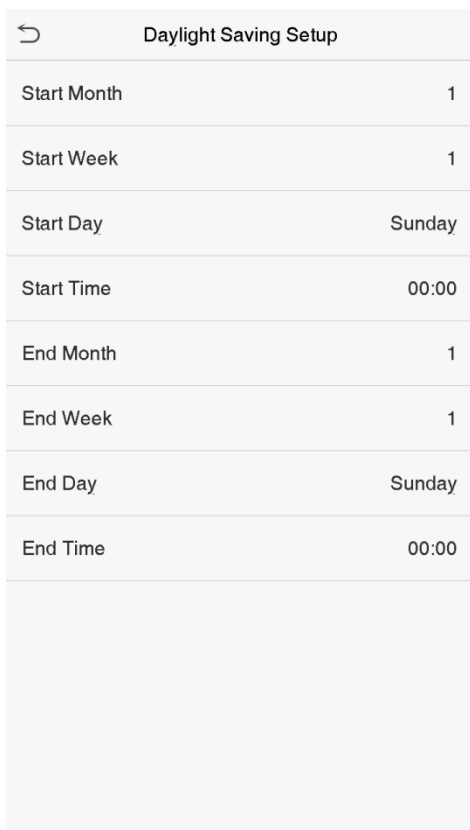 Daylight Saving Setup
Start Month 1
Start Week 1
Start Day Sunday
Start Time 00:00
End Month 1
End Week 1
End Day Sunday
End Time 00:00